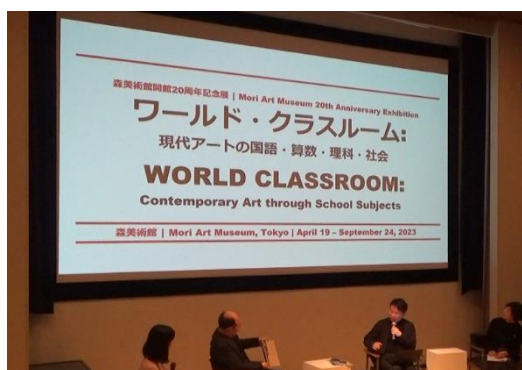 森美術館開館20周年記念展 | Mori Art Museum 20th Anniversary Exhibition
ワールド・クラスルーム:
現代アートの国語・算数・理科・社会
WORLD CLASSROOM:
Contemporary Art through School Subjects
森美術館 | Mori Art Museum, Tokyo | April 19 – September 24, 2023